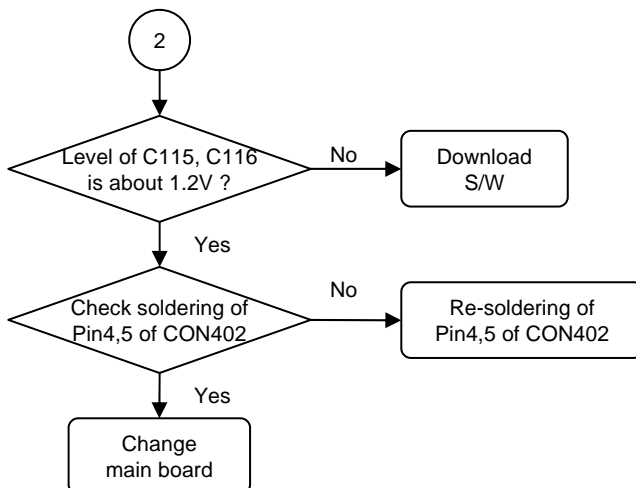 2
Level of C115, C116
is about 1.2V ?
No
Download
S/W
Yes
Check soldering of
Pin4,5 of CON402
No
Re-soldering of
Pin4,5 of CON402
Yes
Change
main board